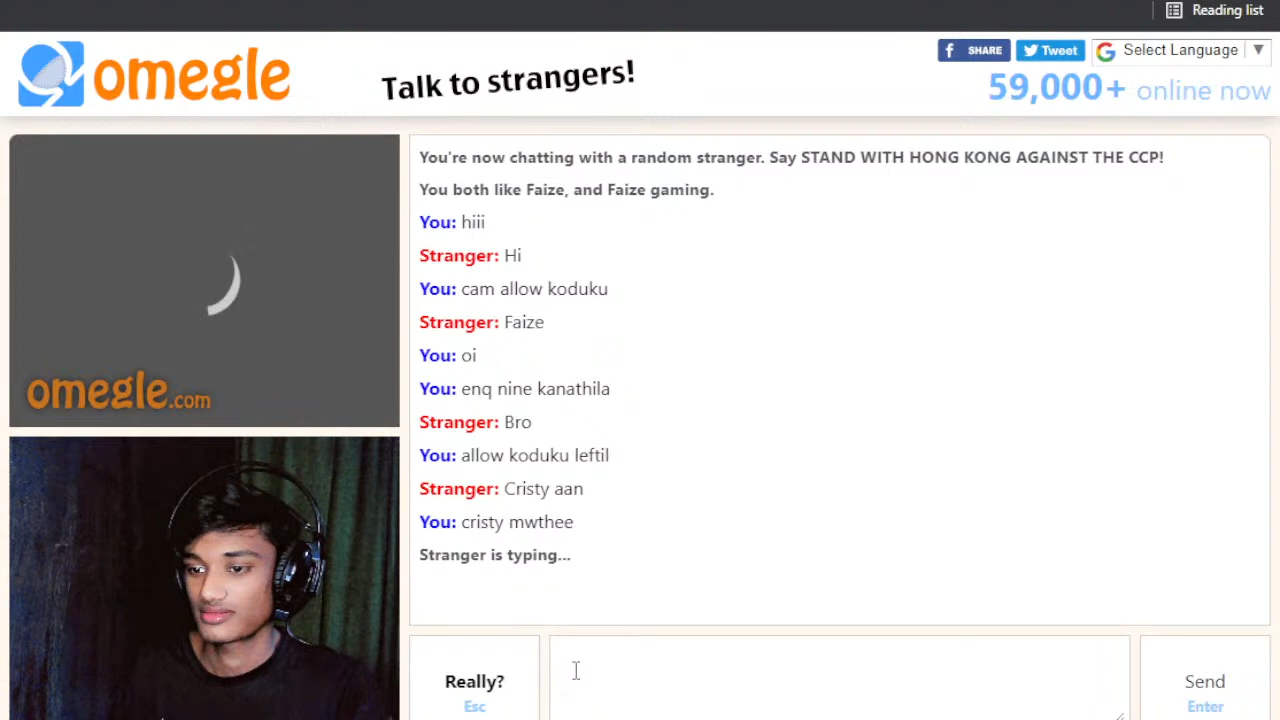 Reading list
omegle
Talk to strangers!
SHARE
Tweet
Select Language
59,000+ online now
You're now chatting with a random stranger. Say STAND WITH HONG KONG AGAINST THE CCP!
You both like Faize, and Faize gaming.
You: hiii
Stranger: Hi
You: cam allow koduku
Stranger: Faize
You: oi
You: enq nine kanathila
Stranger: Bro
You: allow koduku leftil
Stranger: Cristy aan
You: cristy mwthee
Stranger is typing...
omegle.com
Really?
Esc
Send
Enter